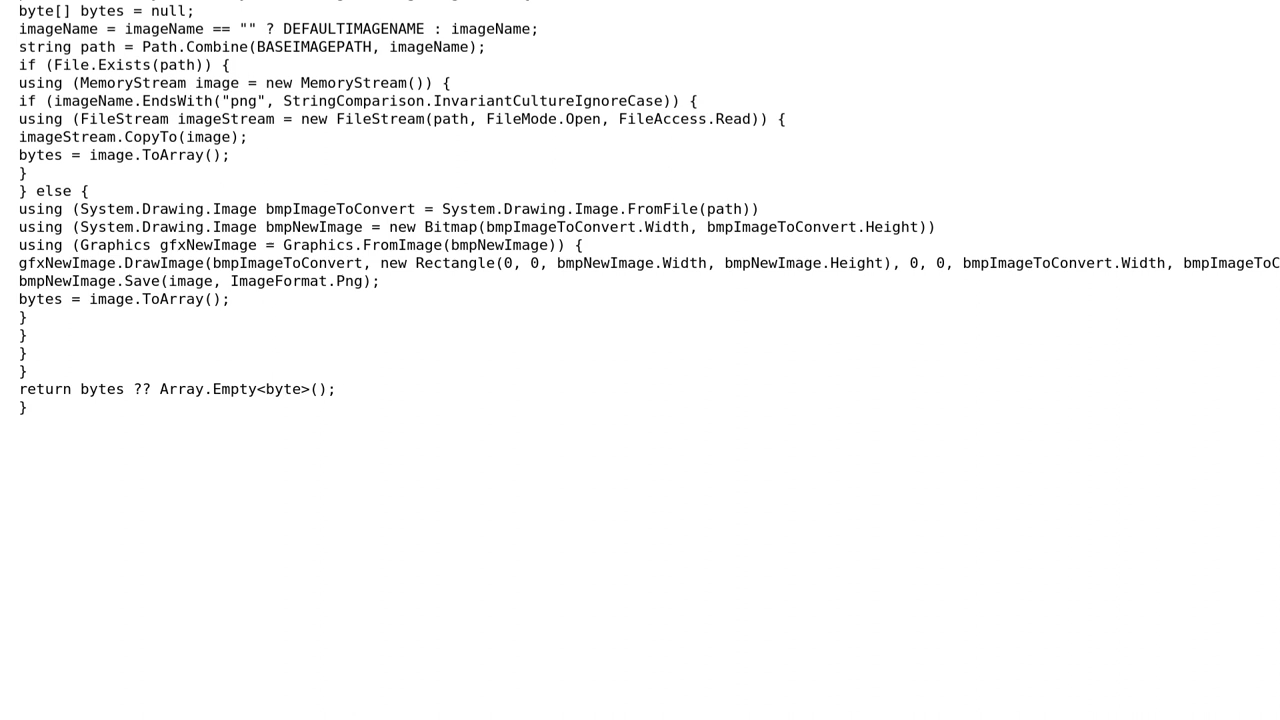 byte[] bytes = null;
imageName = imageName == "" ? DEFAULTIMAGENAME : imageName;
string path = Path.Combine(BASEIMAGEPATH, imageName);
if (File.Exists(path)) {
using (MemoryStream image = new MemoryStream()) {
if (imageName.EndsWith("png", StringComparison.InvariantCultureIgnoreCase)) {
using (FileStream imageStream = new FileStream(path, FileMode.Open, FileAccess.Read)) {
imageStream.CopyTo(image);
bytes = image.ToArray();
}
} else {
using (System.Drawing.Image bmpImageToConvert = System.Drawing.Image.FromFile(path))
using (System.Drawing.Image bmpNewImage = new Bitmap(bmpImageToConvert.Width, bmpImageToConvert.Height))
using (Graphics gfxNewImage = Graphics.FromImage(bmpNewImage)) {
gfxNewImage.DrawImage(bmpImageToConvert, new Rectangle(0, 0, bmpNewImage.Width, bmpNewImage.Height), 0, 0, bmpImageToConvert.Width, bmpImageToC
bmpNewImage.Save(image, ImageFormat.Png);
bytes = image.ToArray();
}
}
}
}
return bytes ?? Array.Empty<byte>();
}